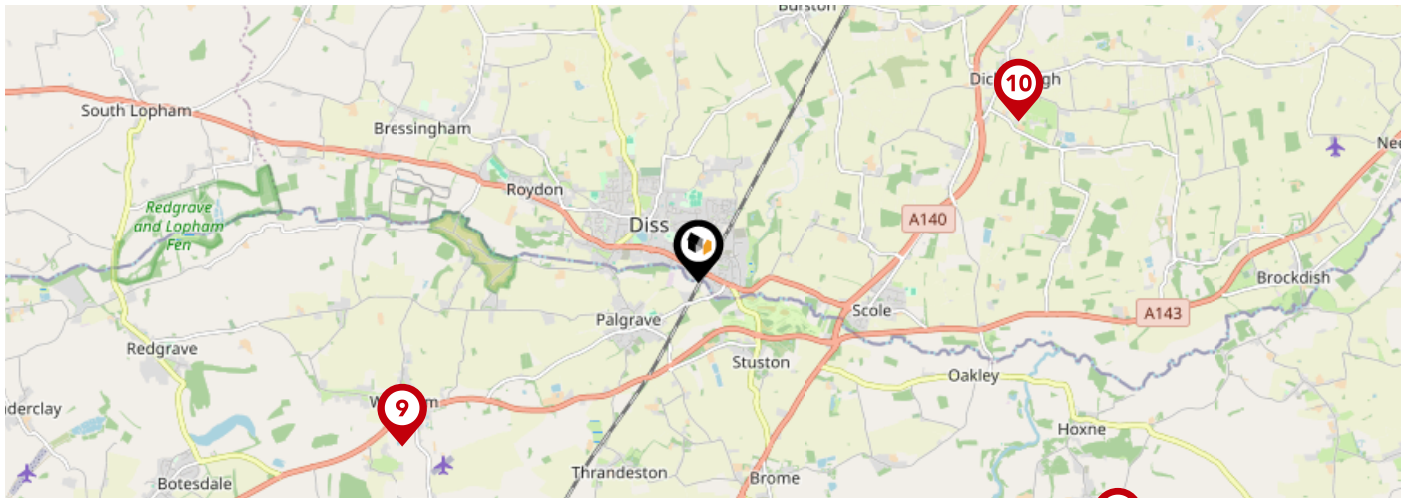 Burston
10
South Lopham
Bressingham
Roydon
Redgrave
and Lopham
Fen
Diss
A140
Brockdish
A143
Scole
Palgrave
Redgrave
Stuston
Oakley
9
Hoxne
Thrandeston
Brome
Botesdale